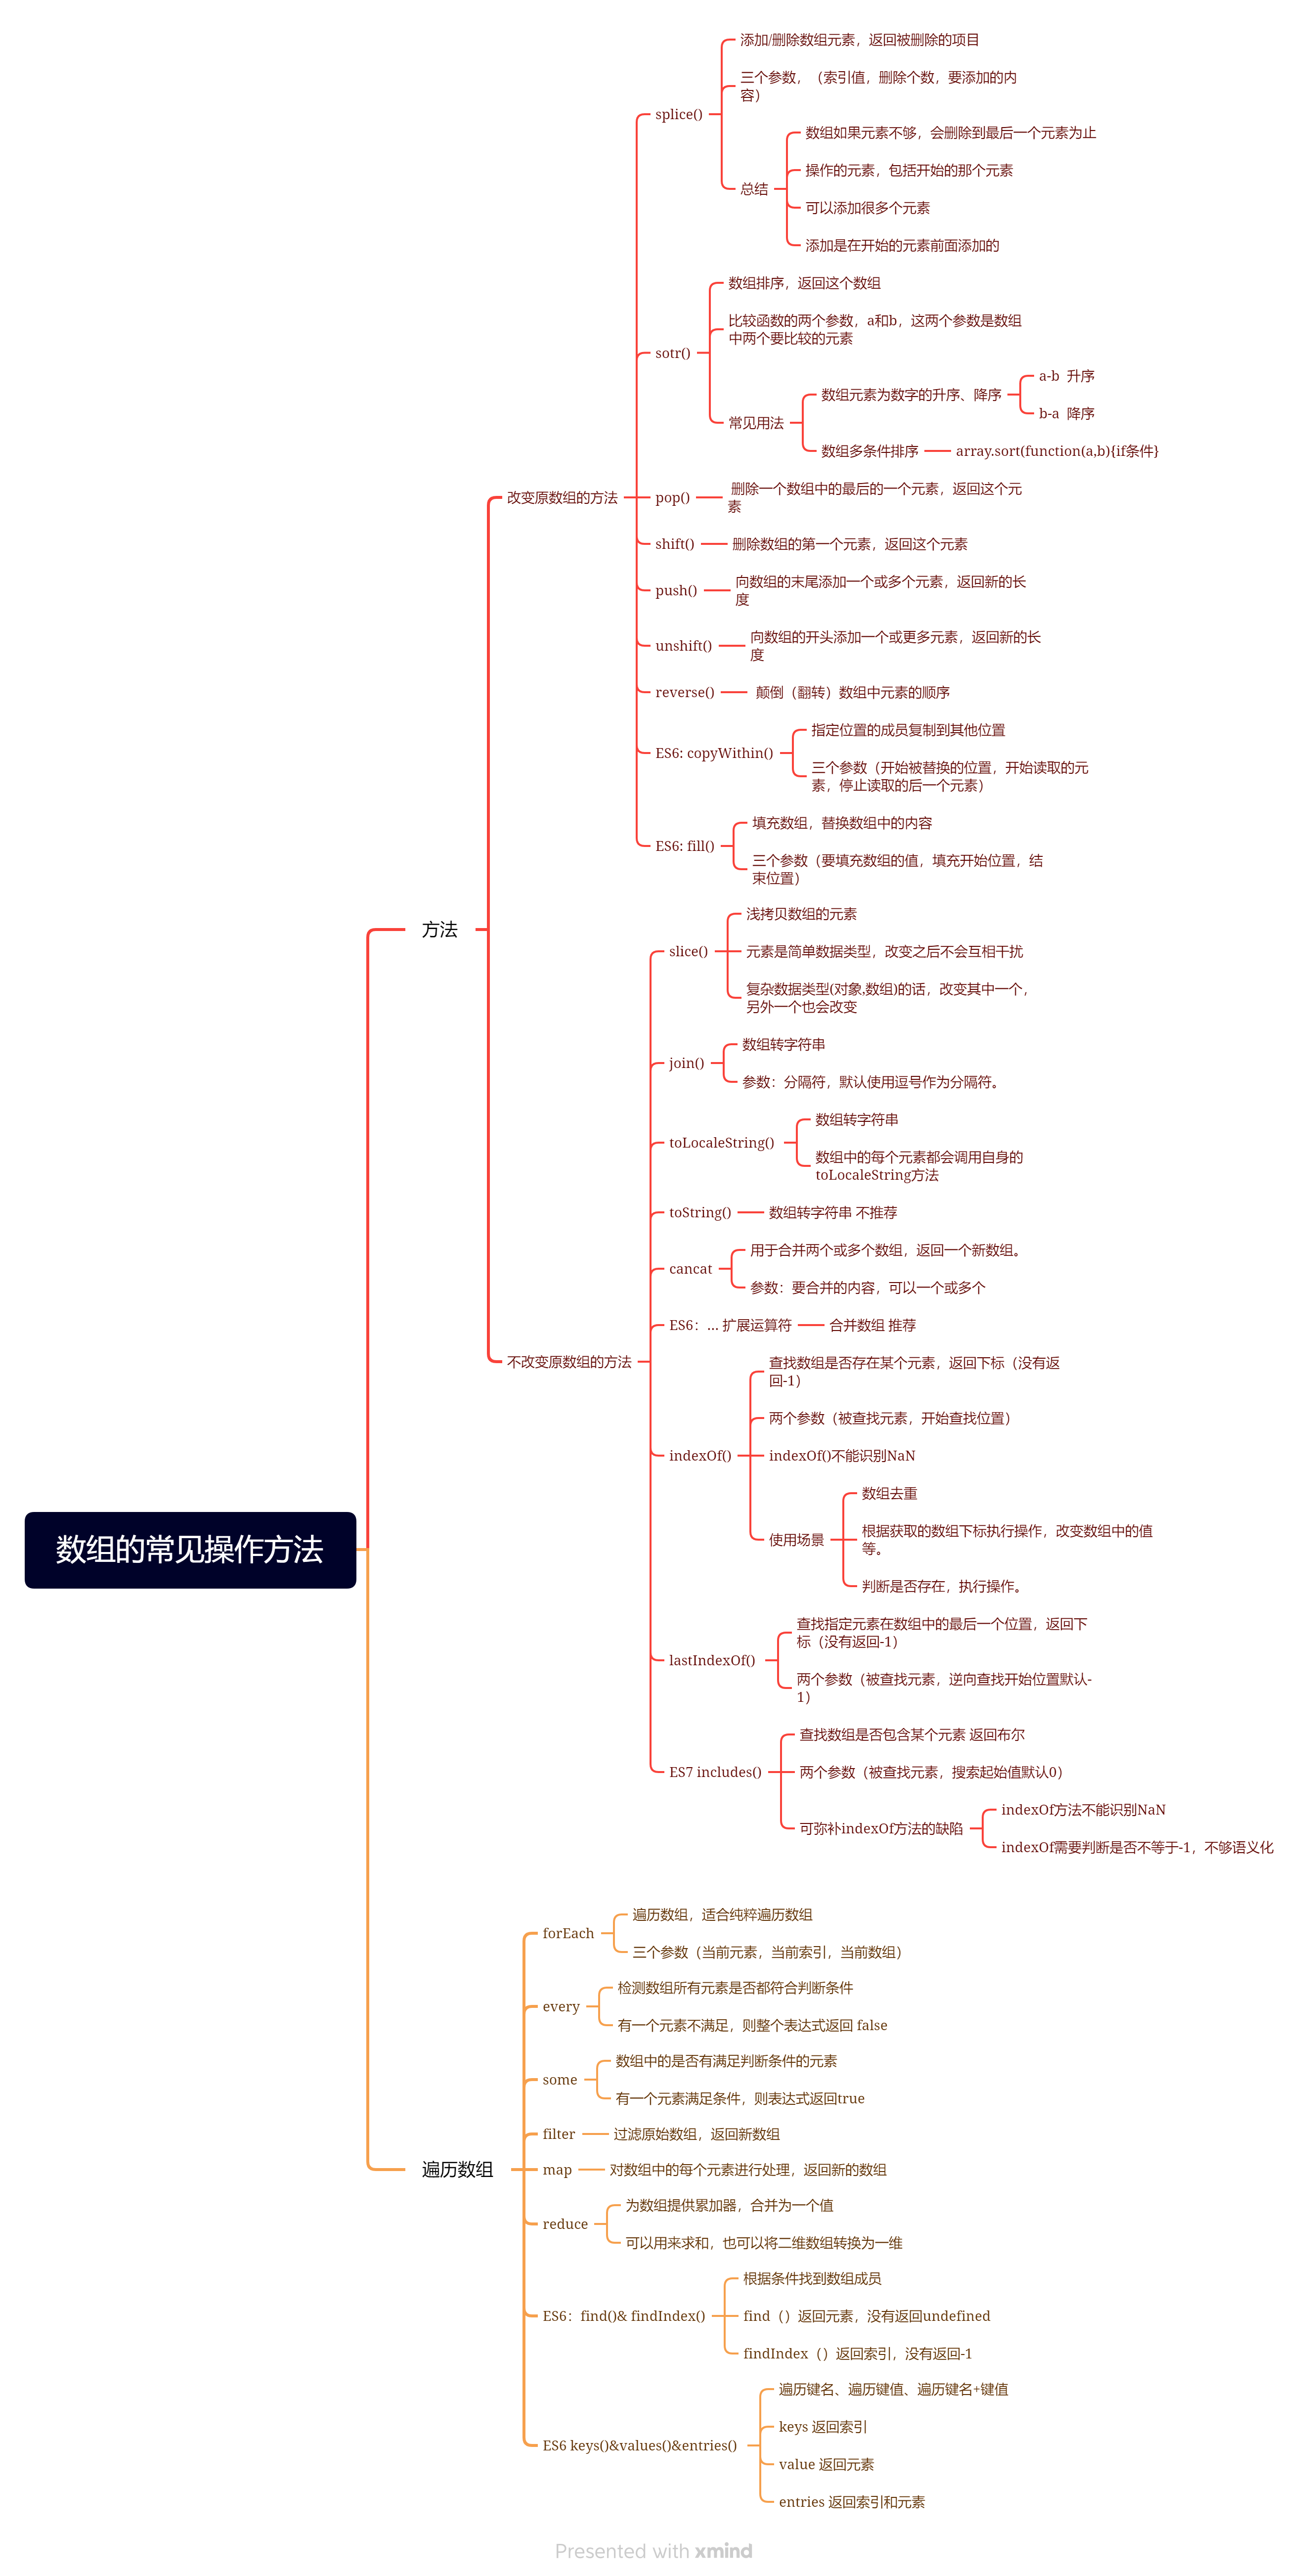 添加/删除数组元素，返回被删除的项目
三个参数，（索引值，删除个数，要添加的内
容）
splice()
数组如果元素不够，会删除到最后一个元素为止
操作的元素，包括开始的那个元素
总结
可以添加很多个元素
添加是在开始的元素前面添加的
数组排序，返回这个数组
比较函数的两个参数，a和b，这两个参数是数组
中两个要比较的元素
sotr()
a-b  升序
数组元素为数字的升序、降序
b-a  降序
常见用法
数组多条件排序
array.sort(function(a,b){if条件}
改变原数组的方法
pop()
删除一个数组中的最后的一个元素，返回这个元
素
shift()
删除数组的第一个元素，返回这个元素
push()
向数组的末尾添加一个或多个元素，返回新的长
度
unshift()
向数组的开头添加一个或更多元素，返回新的长
度
reverse()
颠倒（翻转）数组中元素的顺序
指定位置的成员复制到其他位置
ES6: copyWithin()
三个参数（开始被替换的位置，开始读取的元
素，停止读取的后一个元素）
填充数组，替换数组中的内容
ES6: fill()
三个参数（要填充数组的值，填充开始位置，结
束位置）
方法
浅拷贝数组的元素
slice()
元素是简单数据类型，改变之后不会互相干扰
复杂数据类型(对象,数组)的话，改变其中一个，
另外一个也会改变
数组转字符串
join()
参数：分隔符，默认使用逗号作为分隔符。
数组转字符串
toLocaleString()
数组中的每个元素都会调用自身的
toLocaleString方法
toString()
数组转字符串 不推荐
用于合并两个或多个数组，返回一个新数组。
cancat
参数：要合并的内容，可以一个或多个
ES6：... 扩展运算符
合并数组 推荐
不改变原数组的方法
查找数组是否存在某个元素，返回下标（没有返
回-1）
两个参数（被查找元素，开始查找位置）
indexOf()
indexOf()不能识别NaN
数组去重
使用场景
根据获取的数组下标执行操作，改变数组中的值
等。
判断是否存在，执行操作。
查找指定元素在数组中的最后一个位置，返回下
标（没有返回-1）
lastIndexOf()
两个参数（被查找元素，逆向查找开始位置默认-
1）
查找数组是否包含某个元素 返回布尔
ES7 includes()
两个参数（被查找元素，搜索起始值默认0）
indexOf方法不能识别NaN
可弥补indexOf方法的缺陷
indexOf需要判断是否不等于-1，不够语义化
数组的常见操作方法
遍历数组，适合纯粹遍历数组
forEach
三个参数（当前元素，当前索引，当前数组）
检测数组所有元素是否都符合判断条件
every
有一个元素不满足，则整个表达式返回 false
数组中的是否有满足判断条件的元素
some
有一个元素满足条件，则表达式返回true
filter
过滤原始数组，返回新数组
遍历数组
map
对数组中的每个元素进行处理，返回新的数组
为数组提供累加器，合并为一个值
reduce
可以用来求和，也可以将二维数组转换为一维
根据条件找到数组成员
ES6：find()& findIndex()
find（）返回元素，没有返回undefined
findIndex（）返回索引，没有返回-1
遍历键名、遍历键值、遍历键名+键值
keys 返回索引
ES6 keys()&values()&entries()
value 返回元素
entries 返回索引和元素
Presented with xmind